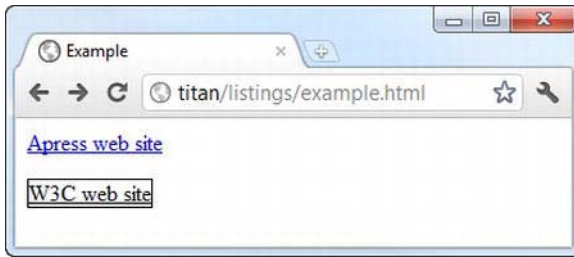 Example
titan/listings/example.html
Apress web site
W3C web site